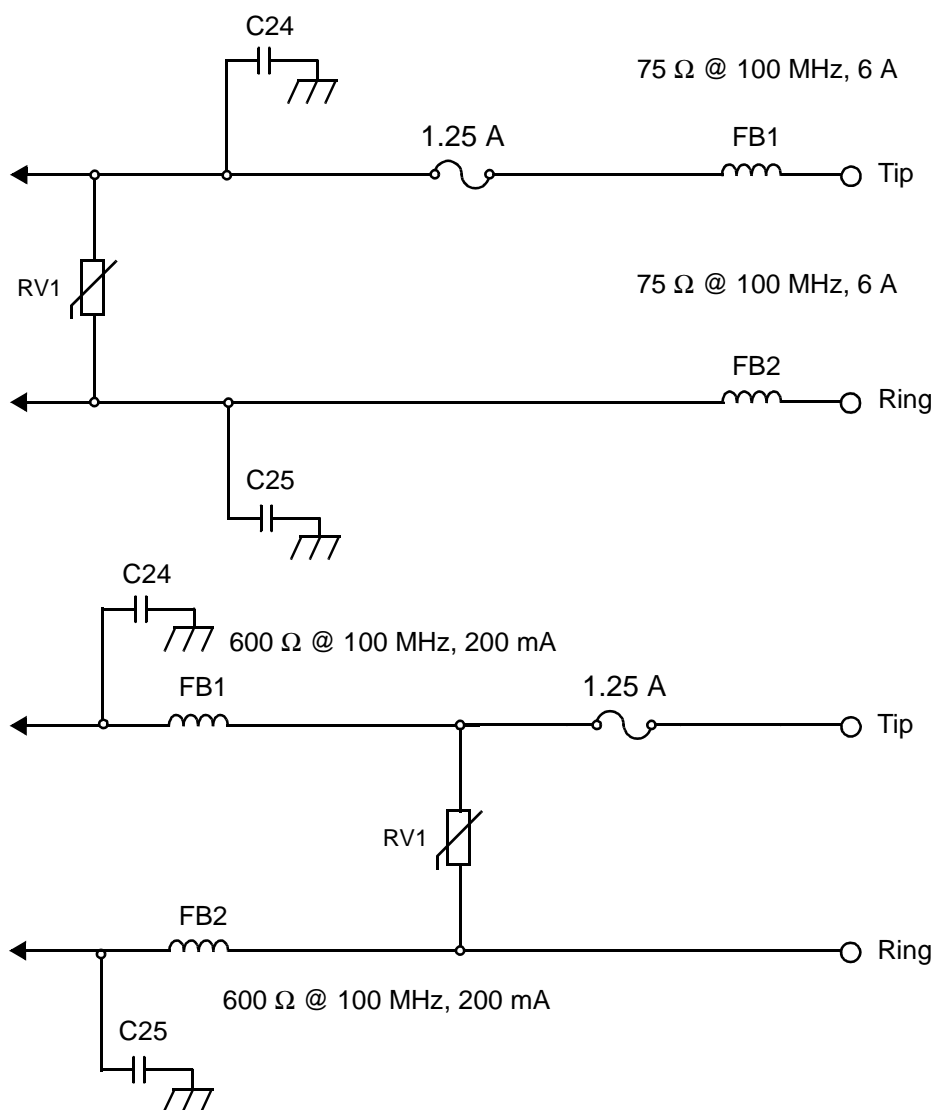 C24
75 Ω @ 100 MHz, 6 A
1.25 A
FB1
Tip
RV1
75 Ω @ 100 MHz, 6 A
FB2
Ring
C25
C24
600 Ω @ 100 MHz, 200 mA
FB1
1.25 A
Tip
RV1
FB2
Ring
600 Ω @ 100 MHz, 200 mA
C25